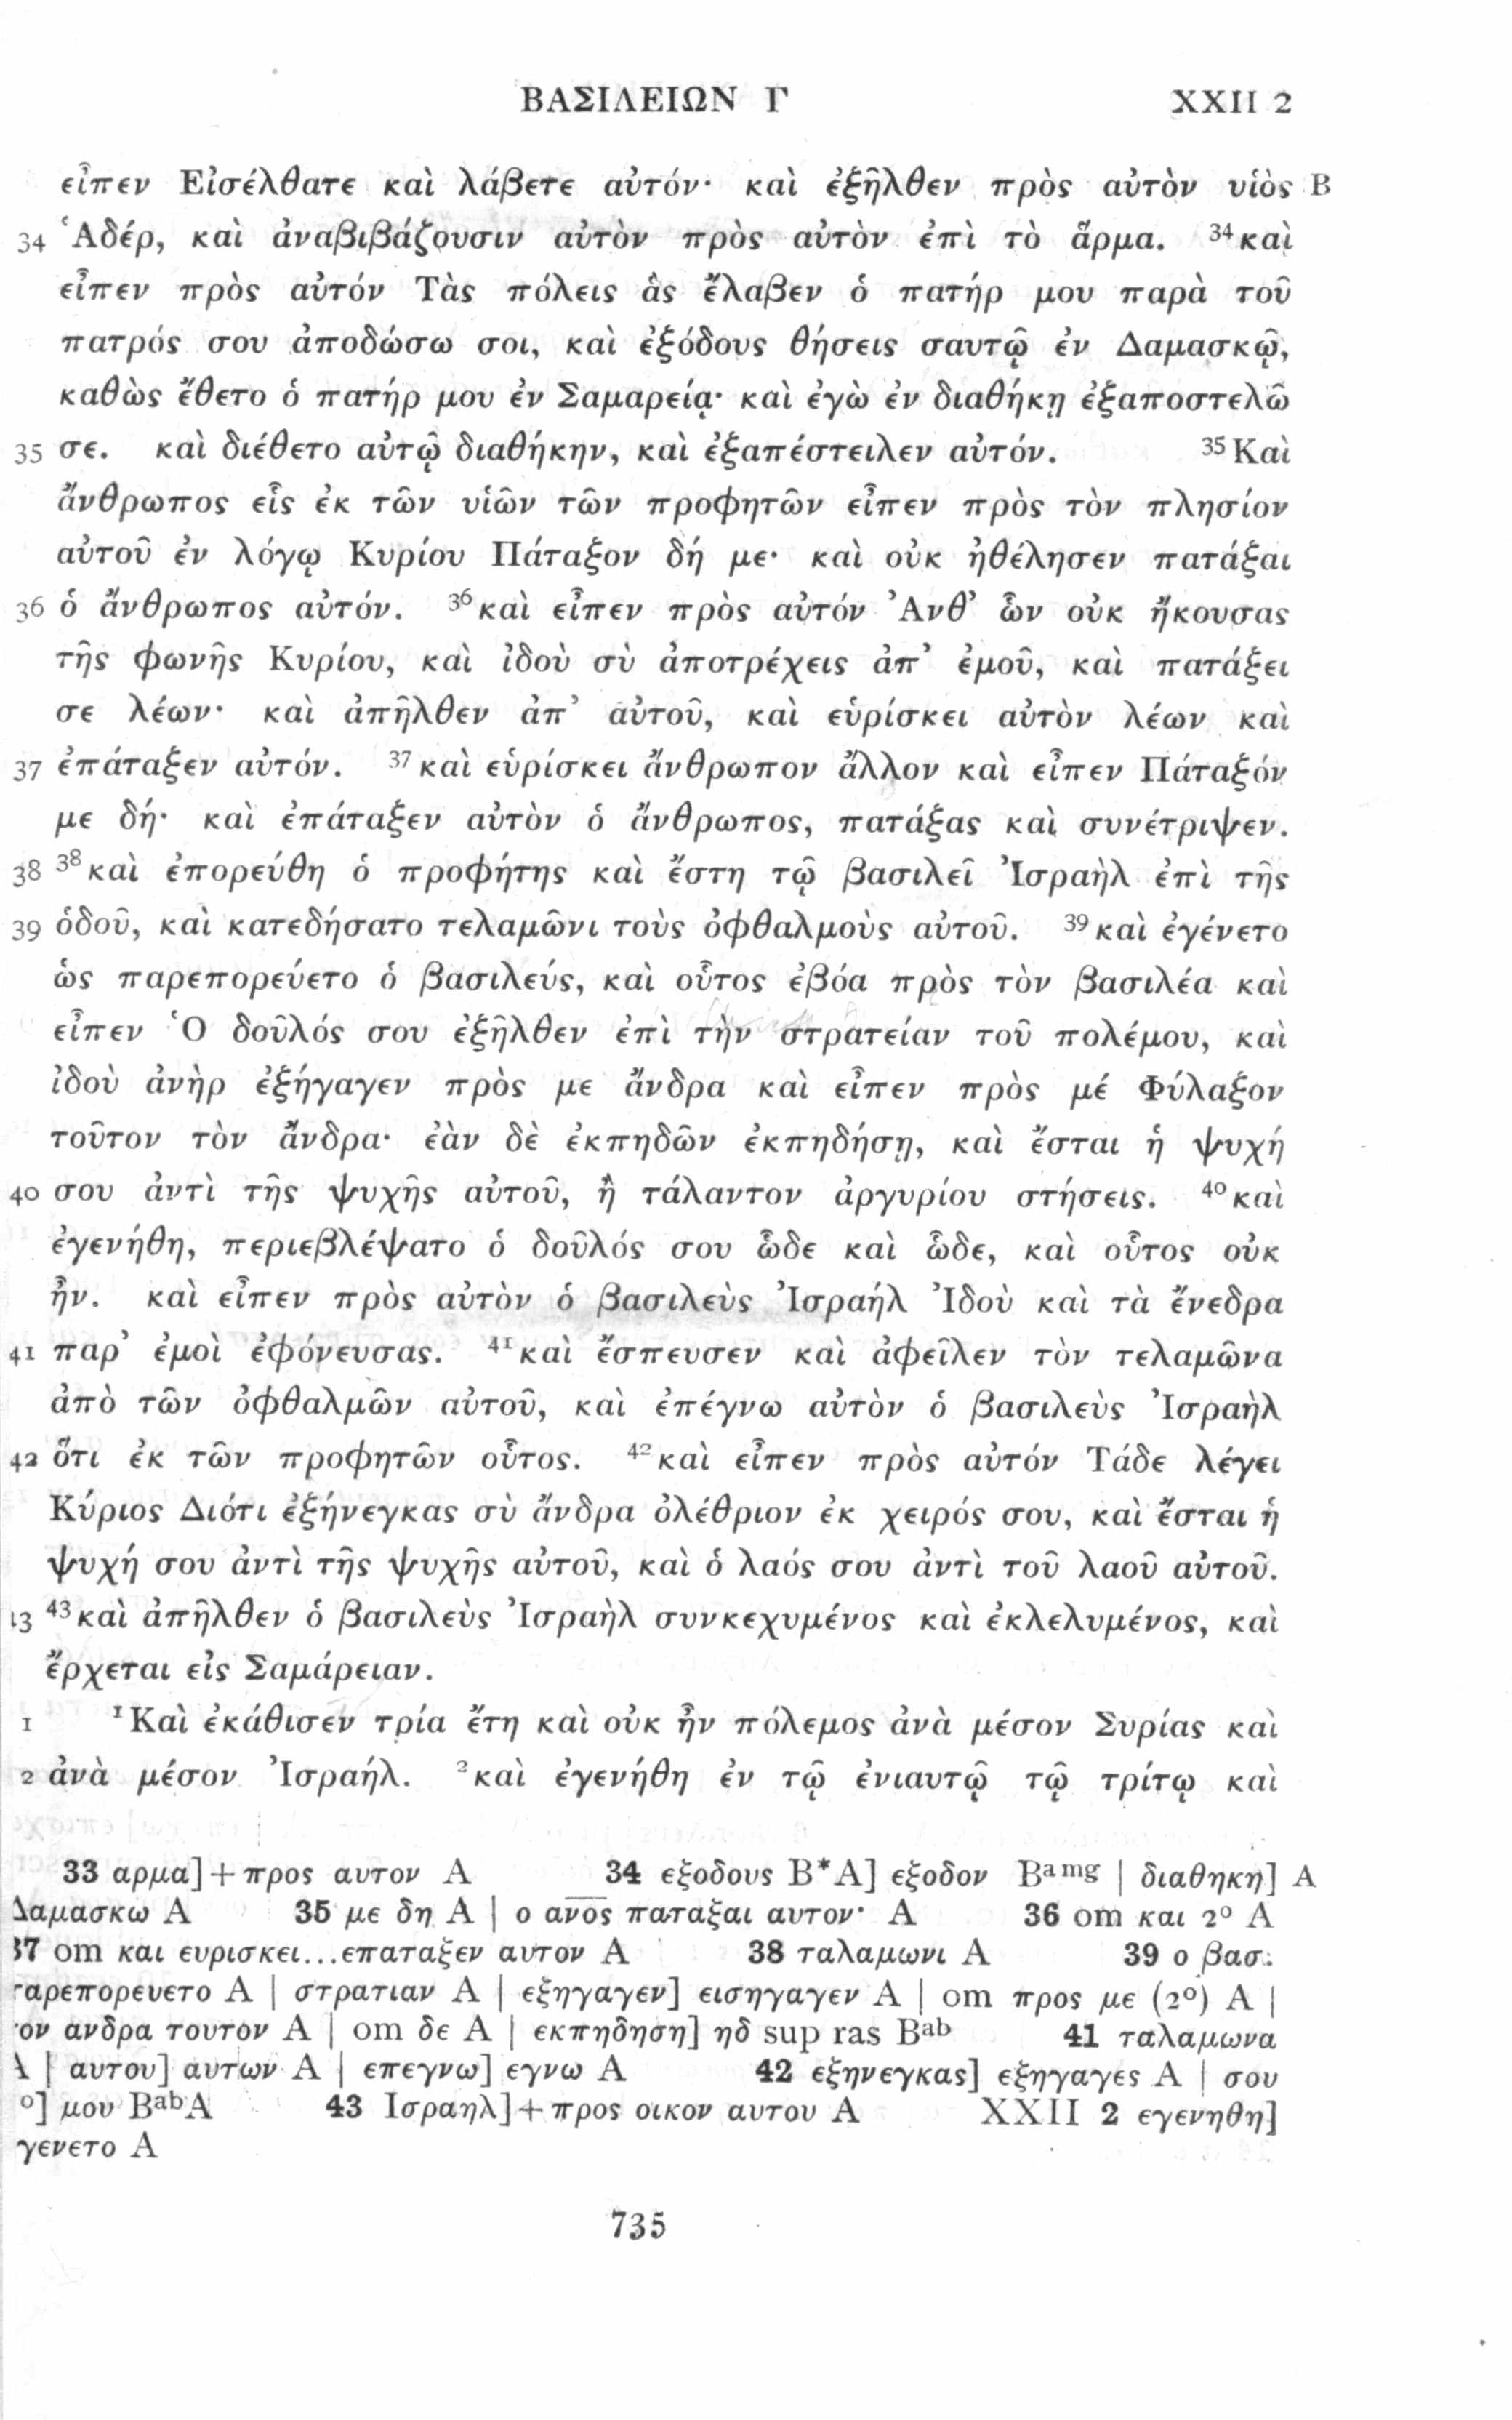 ΒΑΣΙΛΕΙΩΝ Γ XXII 2
εἶπεν Εἰσέλθατε καὶ λάβετε αὐτόν· καὶ ἐξῆλθεν πρὸς αὐτὸν υἱὸς B
34 Ἁδέρ, καὶ ἀναβιβάζουσιν αὐτὸν πρὸς αὐτὸν ἐπὶ τὸ ἅρμα. ³⁴καὶ
εἶπεν πρὸς αὐτόν Τὰς πόλεις ἃς ἔλαβεν ὁ πατήρ μου παρὰ τοῦ
πατρός σου ἀποδώσω σοι, καὶ ἐξόδους θήσεις σαυτῷ ἐν Δαμασκῷ,
καθὼς ἔθετο ὁ πατήρ μου ἐν Σαμαρείᾳ· καὶ ἐγὼ ἐν διαθήκῃ ἐξαποστελῶ
35 σε. καὶ διέθετο αὐτῷ διαθήκην, καὶ ἐξαπέστειλεν αὐτόν. ³⁵Καὶ
ἄνθρωπος εἷς ἐκ τῶν υἱῶν τῶν προφητῶν εἶπεν πρὸς τὸν πλησίον
αὐτοῦ ἐν λόγῳ Κυρίου Πάταξον δή με· καὶ οὐκ ἠθέλησεν πατάξαι
36 ὁ ἄνθρωπος αὐτόν. ³⁶καὶ εἶπεν πρὸς αὐτόν Ἀνθ’ ὧν οὐκ ἤκουσας
τῆς φωνῆς Κυρίου, καὶ ἰδοὺ σὺ ἀποτρέχεις ἀπ’ ἐμοῦ, καὶ πατάξει
σε λέων· καὶ ἀπῆλθεν ἀπ’ αὐτοῦ, καὶ εὑρίσκει αὐτὸν λέων καὶ
37 ἐπάταξεν αὐτόν. ³⁷καὶ εὑρίσκει ἄνθρωπον ἄλλον καὶ εἶπεν Πάταξόν
με δή· καὶ ἐπάταξεν αὐτὸν ὁ ἄνθρωπος, πατάξας καὶ συνέτριψεν.
38 ³⁸καὶ ἐπορεύθη ὁ προφήτης καὶ ἔστη τῷ βασιλεῖ Ἰσραὴλ ἐπὶ τῆς
39 ὁδοῦ, καὶ κατεδήσατο τελαμῶνι τοὺς ὀφθαλμοὺς αὐτοῦ. ³⁹καὶ ἐγένετο
ὡς παρεπορεύετο ὁ βασιλεύς, καὶ οὗτος ἐβόα πρὸς τὸν βασιλέα καὶ
εἶπεν Ὁ δοῦλός σου ἐξῆλθεν ἐπὶ τὴν στρατείαν τοῦ πολέμου, καὶ
ἰδοὺ ἀνὴρ ἐξήγαγεν πρὸς με ἄνδρα καὶ εἶπεν πρὸς μέ Φύλαξον
τοῦτον τὸν ἄνδρα· ἐὰν δὲ ἐκπηδῶν ἐκπηδήσῃ, καὶ ἔσται ἡ ψυχή
40 σου ἀντὶ τῆς ψυχῆς αὐτοῦ, ἢ τάλαντον ἀργυρίου στήσεις. ⁴⁰καὶ
ἐγενήθη, περιεβλέψατο ὁ δοῦλός σου ὧδε καὶ ὧδε, καὶ οὗτος οὐκ
ἦν. καὶ εἶπεν πρὸς αὐτὸν ὁ βασιλεὺς Ἰσραήλ Ἰδοὺ καὶ τὰ ἔνεδρα
41 παρ’ ἐμοὶ ἐφόνευσας. ⁴¹καὶ ἔσπευσεν καὶ ἀφεῖλεν τὸν τελαμῶνα
ἀπὸ τῶν ὀφθαλμῶν αὐτοῦ, καὶ ἐπέγνω αὐτὸν ὁ βασιλεὺς Ἰσραὴλ
42 ὅτι ἐκ τῶν προφητῶν οὗτος. ⁴²καὶ εἶπεν πρὸς αὐτόν Τάδε λέγει
Κύριος Διότι ἐξήνεγκας σὺ ἄνδρα ὀλέθριον ἐκ χειρός σου, καὶ ἔσται ἡ
ψυχή σου ἀντὶ τῆς ψυχῆς αὐτοῦ, καὶ ὁ λαός σου ἀντὶ τοῦ λαοῦ αὐτοῦ.
43 ⁴³καὶ ἀπῆλθεν ὁ βασιλεὺς Ἰσραὴλ συνκεχυμένος καὶ ἐκλελυμένος, καὶ
ἔρχεται εἰς Σαμάρειαν.
1 ¹Καὶ ἐκάθισεν τρία ἔτη καὶ οὐκ ἦν πόλεμος ἀνὰ μέσον Συρίας καὶ
2 ἀνὰ μέσον Ἰσραήλ. ²καὶ ἐγενήθη ἐν τῷ ἐνιαυτῷ τῷ τρίτῳ καὶ
33 αρμα]+προς αυτον A 34 εξοδους B*A] εξοδον Bᵃᵐᵍ | διαθηκη] A
Δαμασκω A 35 με δη A | ο α̅ν̅ο̅ς̅ παταξαι αυτον· A 36 om και 2° A
37 om και ευρισκει...επαταξεν αυτον A 38 ταλαμωνι A 39 ο βασ.
παρεπορευετο A | στρατιαν A | εξηγαγεν] εισηγαγεν A | om προς με (2°) A |
τον ανδρα τουτον A | om δε A | εκπηδηση] ηδ sup ras Bᵃᵇ 41 ταλαμωνα
A | αυτου] αυτων A | επεγνω] εγνω A 42 εξηνεγκας] εξηγαγες A | σου
°] μου BᵃᵇA 43 Ισραηλ]+προς οικον αυτου A XXII 2 εγενηθη]
γενετο A
735